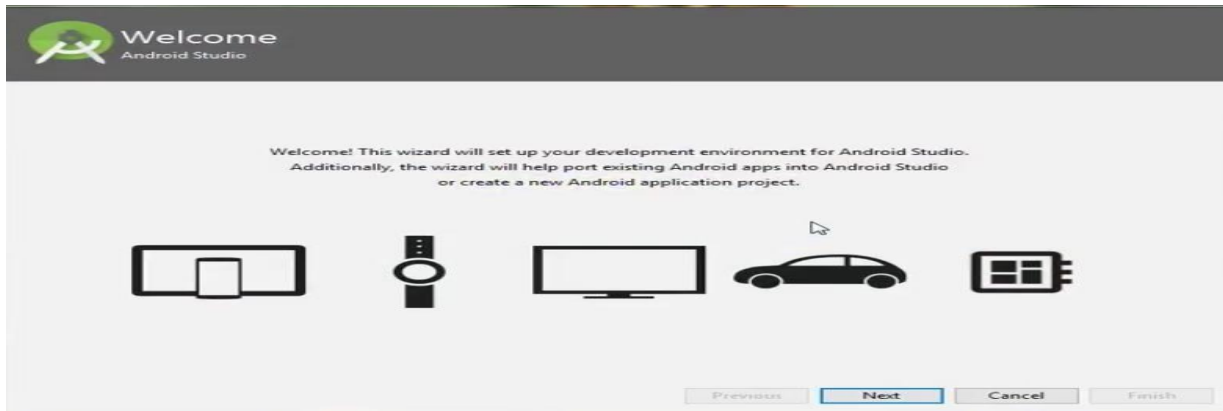 Welcome
Android Studio
Welcome! This wizard will set up your development environment for Android Studio.
Additionally, the wizard will help port existing Android apps into Android Studio
or create a new Android application project.
Previous
Next
Cancel
Finish